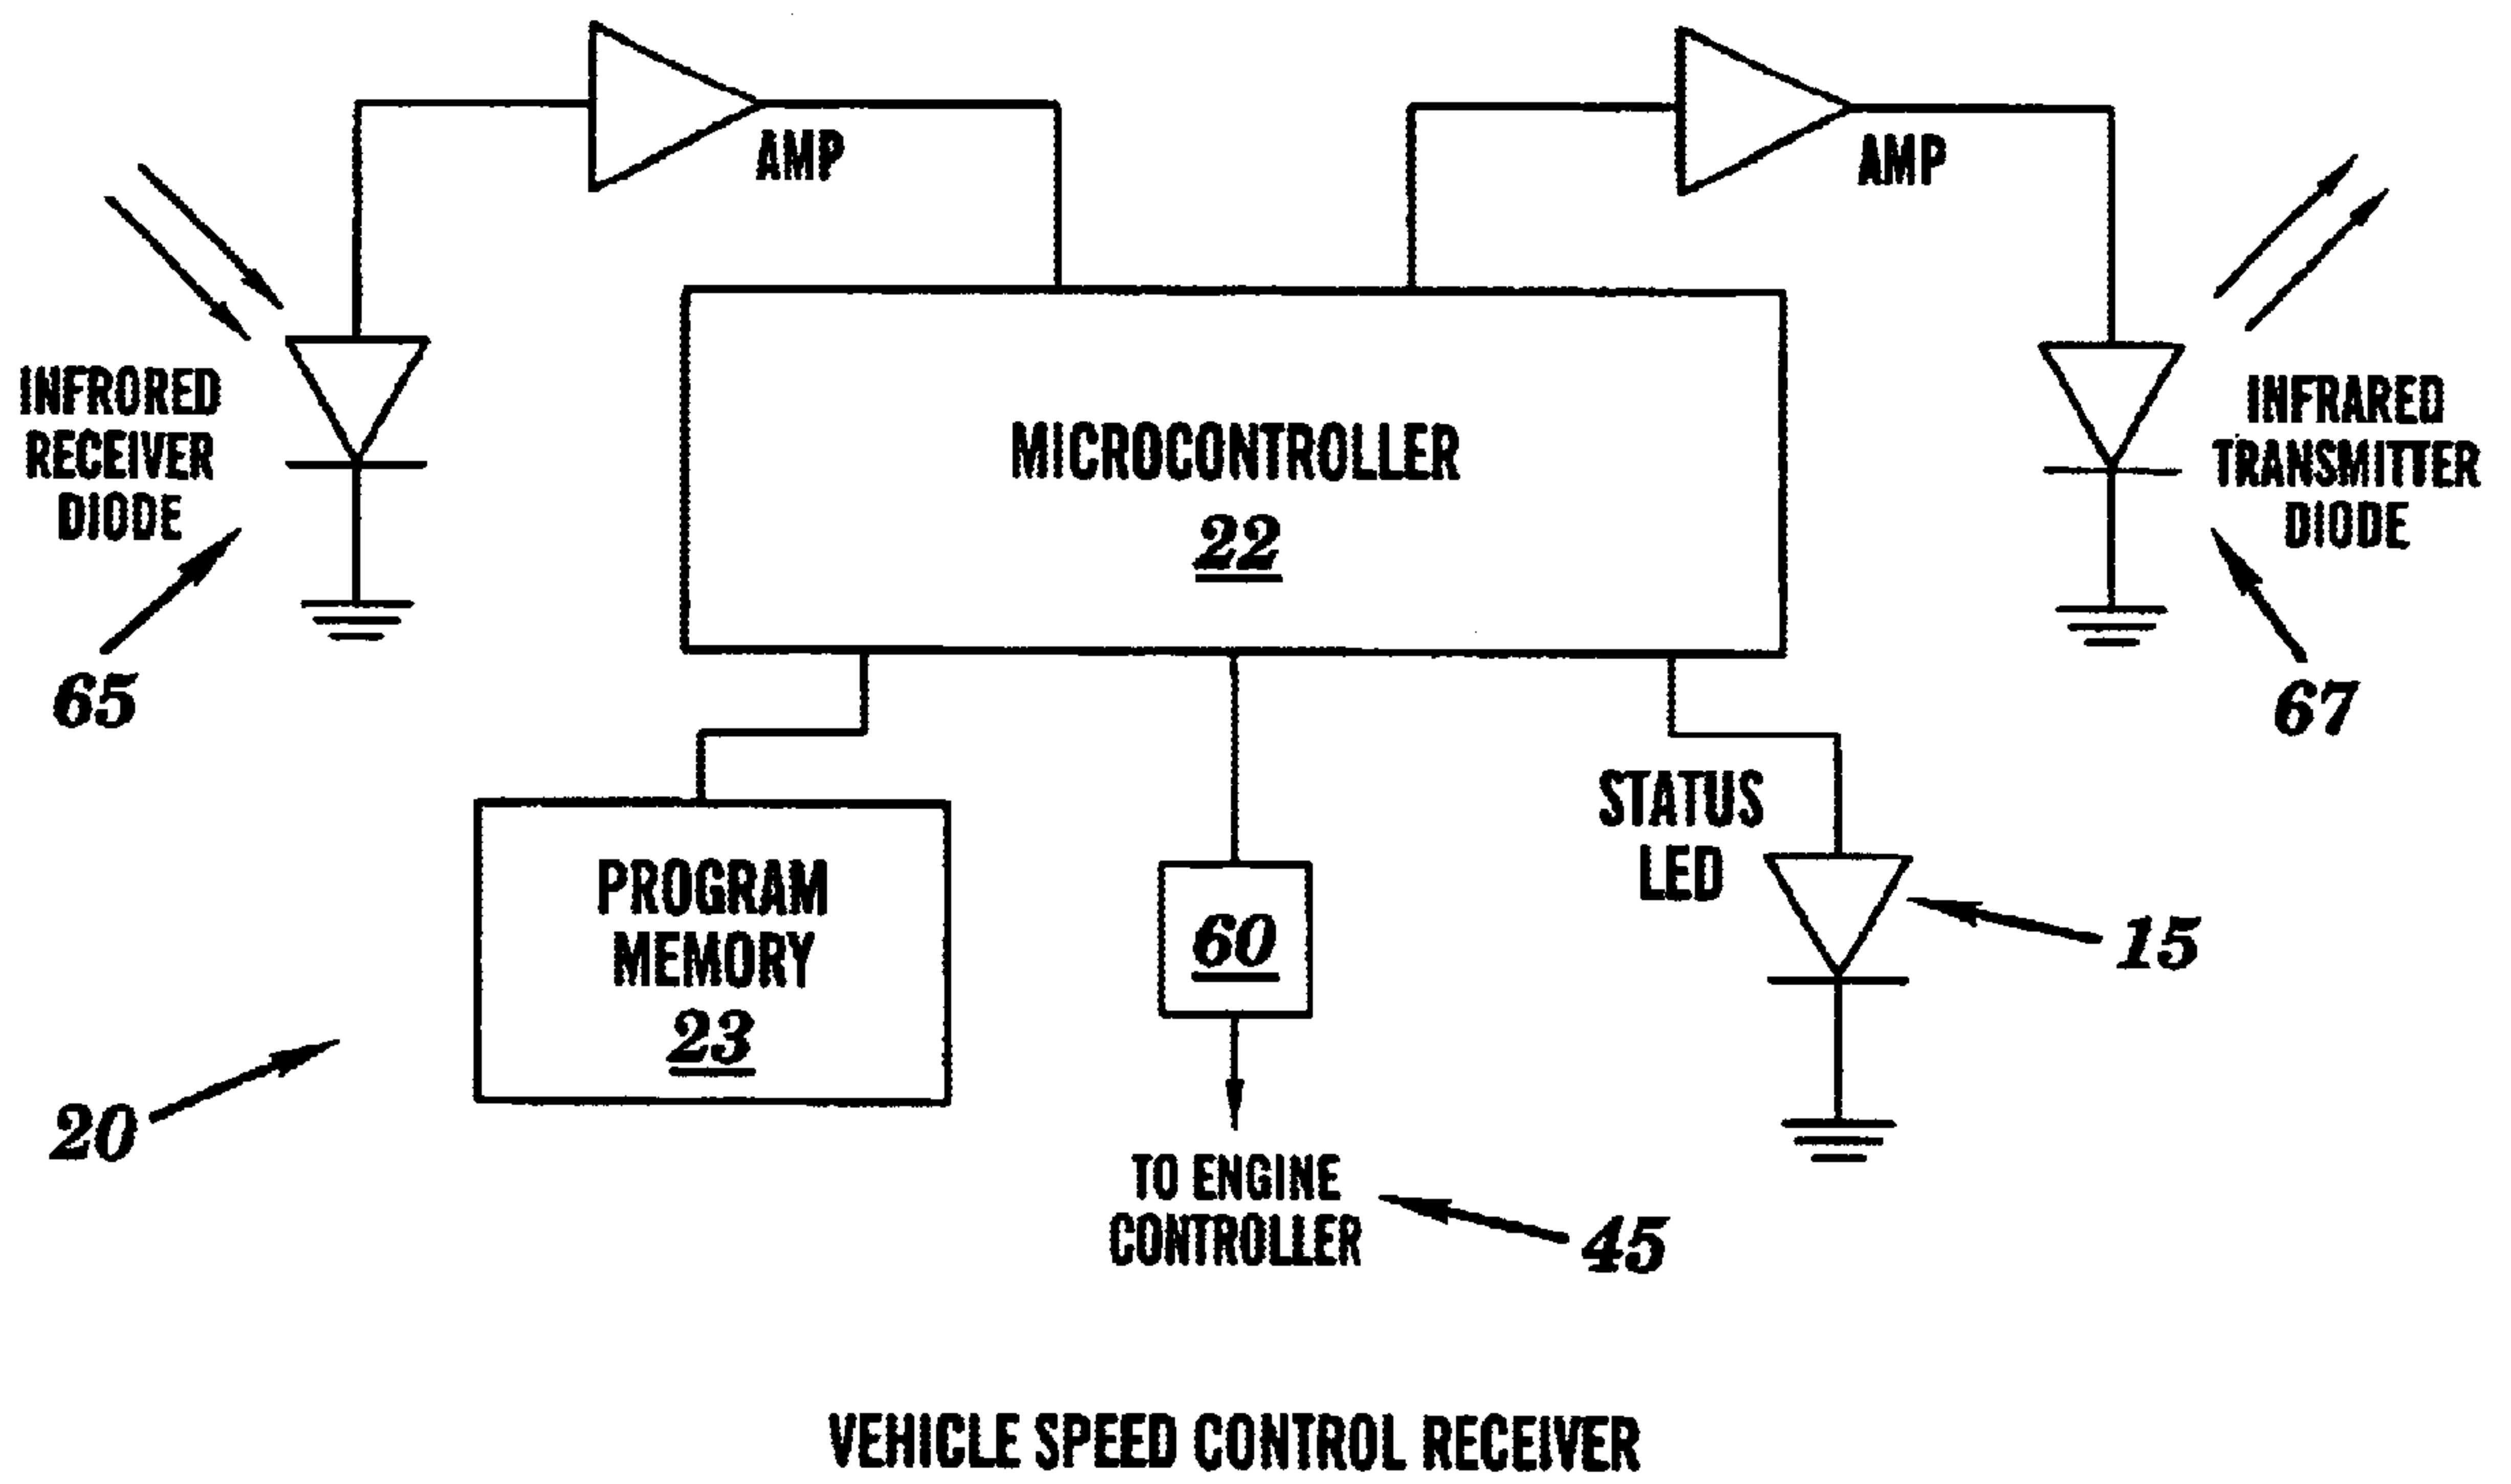 AMP
AMP
INFRORED
RECEIVER
DIODE
65
MICROCONTROLLER
22
INFRARED
TRANSMITTER
DIODE
67
PROGRAM
MEMORY
23
60
STATUS
LED
15
20
TO ENGINE
CONTROLLER
45
VEHICLE SPEED CONTROL RECEIVER